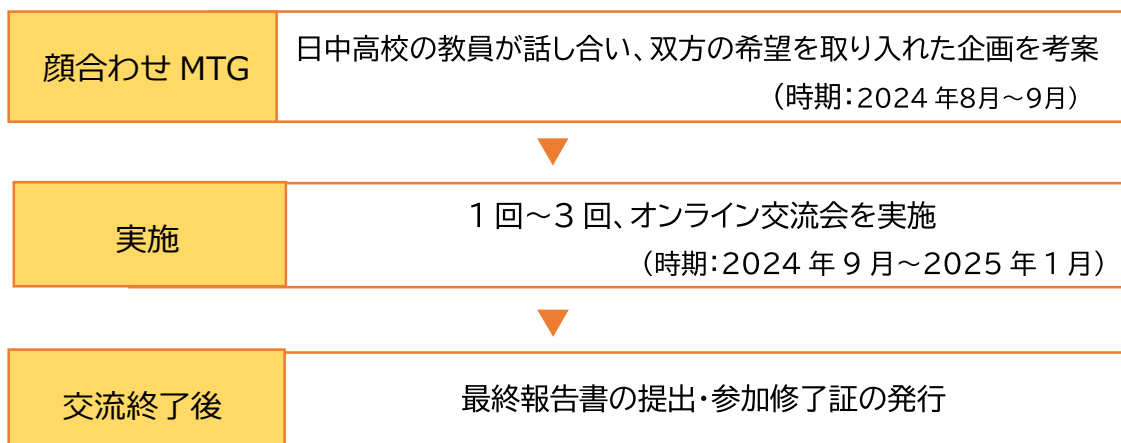 顔合わせ MTG
日中高校の教員が話し合い、双方の希望を取り入れた企画を考案
（時期：2024 年8月～9月）
実施
1 回～3 回、オンライン交流会を実施
（時期：2024 年 9 月～2025 年 1 月）
交流終了後
最終報告書の提出・参加修了証の発行